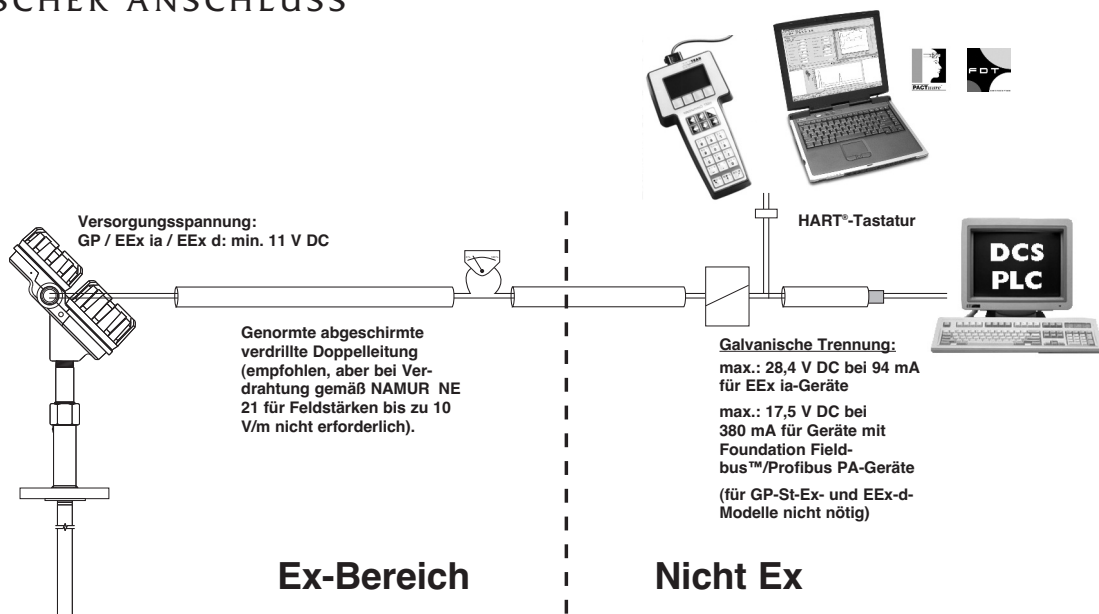 SCHER ANSCHLUSS
PACTware
FDT
Versorgungsspannung:
GP / EEx ia / EEx d: min. 11 V DC
HART®-Tastatur
DCS
PLC
Genormte abgeschirmte
verdrillte Doppelleitung
(empfohlen, aber bei Ver-
drahtung gemäß NAMUR NE
21 für Feldstärken bis zu 10
V/m nicht erforderlich).
Galvanische Trennung:
max.: 28,4 V DC bei 94 mA
für EEx ia-Geräte
max.: 17,5 V DC bei
380 mA für Geräte mit
Foundation Field-
bus™/Profibus PA-Geräte
(für GP-St-Ex- und EEx-d-
Modelle nicht nötig)
Ex-Bereich
Nicht Ex